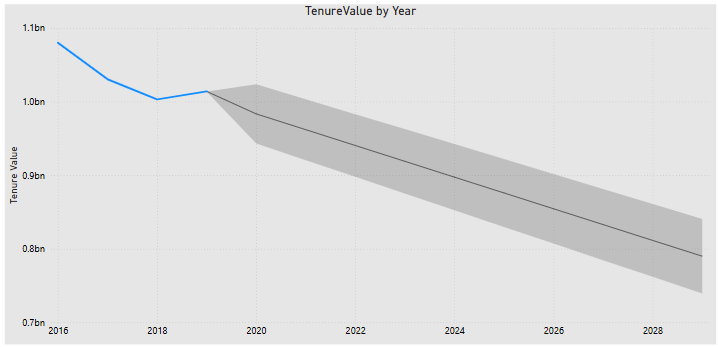 TenureValue by Year
1.1bn
1.0bn
0.9bn
0.8bn
0.7bn
Tenure Value
2016 2018 2020 2022 2024 2026 2028